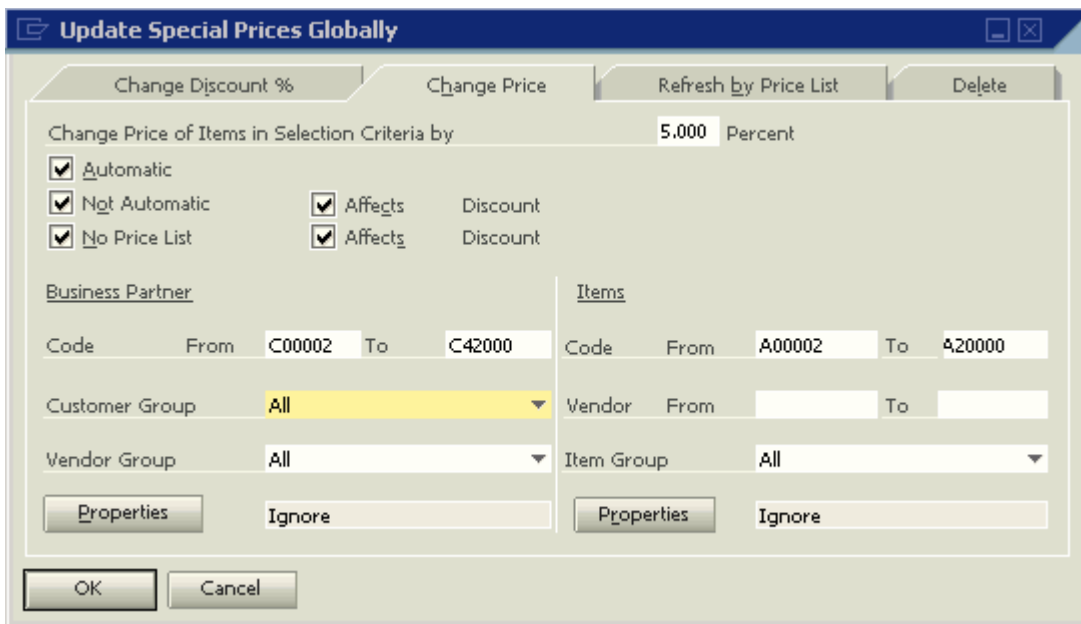 Update Special Prices Globally
Change Discount % Change Price Refresh by Price List Delete
Change Price of Items in Selection Criteria by 5.000 Percent
Automatic
Not Automatic Affects Discount
No Price List Affects Discount
Business Partner Items
Code From C00002 To C42000 Code From A00002 To A20000
Customer Group All Vendor From To
Vendor Group All Item Group All
Properties Ignore Properties Ignore
OK Cancel